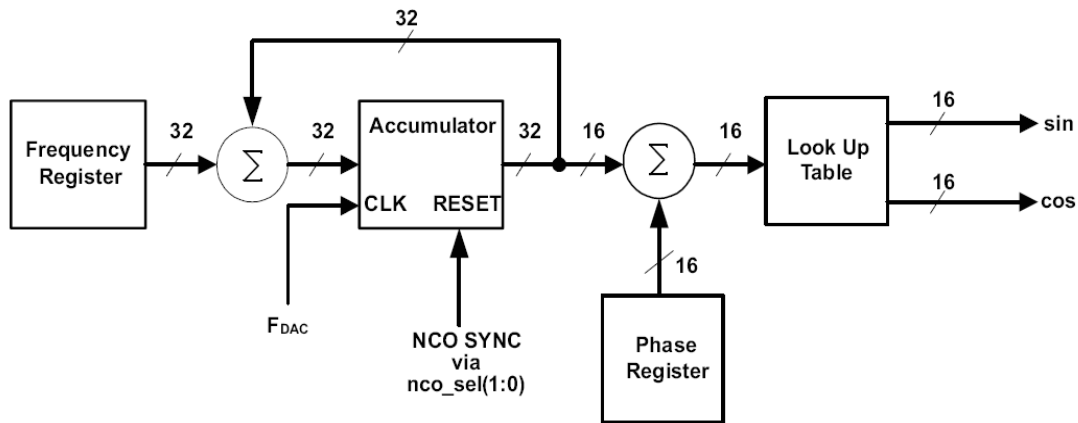 32
Frequency
Register
32
Σ
32
Accumulator
CLK RESET
32
16
Σ
16
Look Up
Table
16
sin
16
cos
FDAC
NCO SYNC
via
nco_sel(1:0)
16
Phase
Register